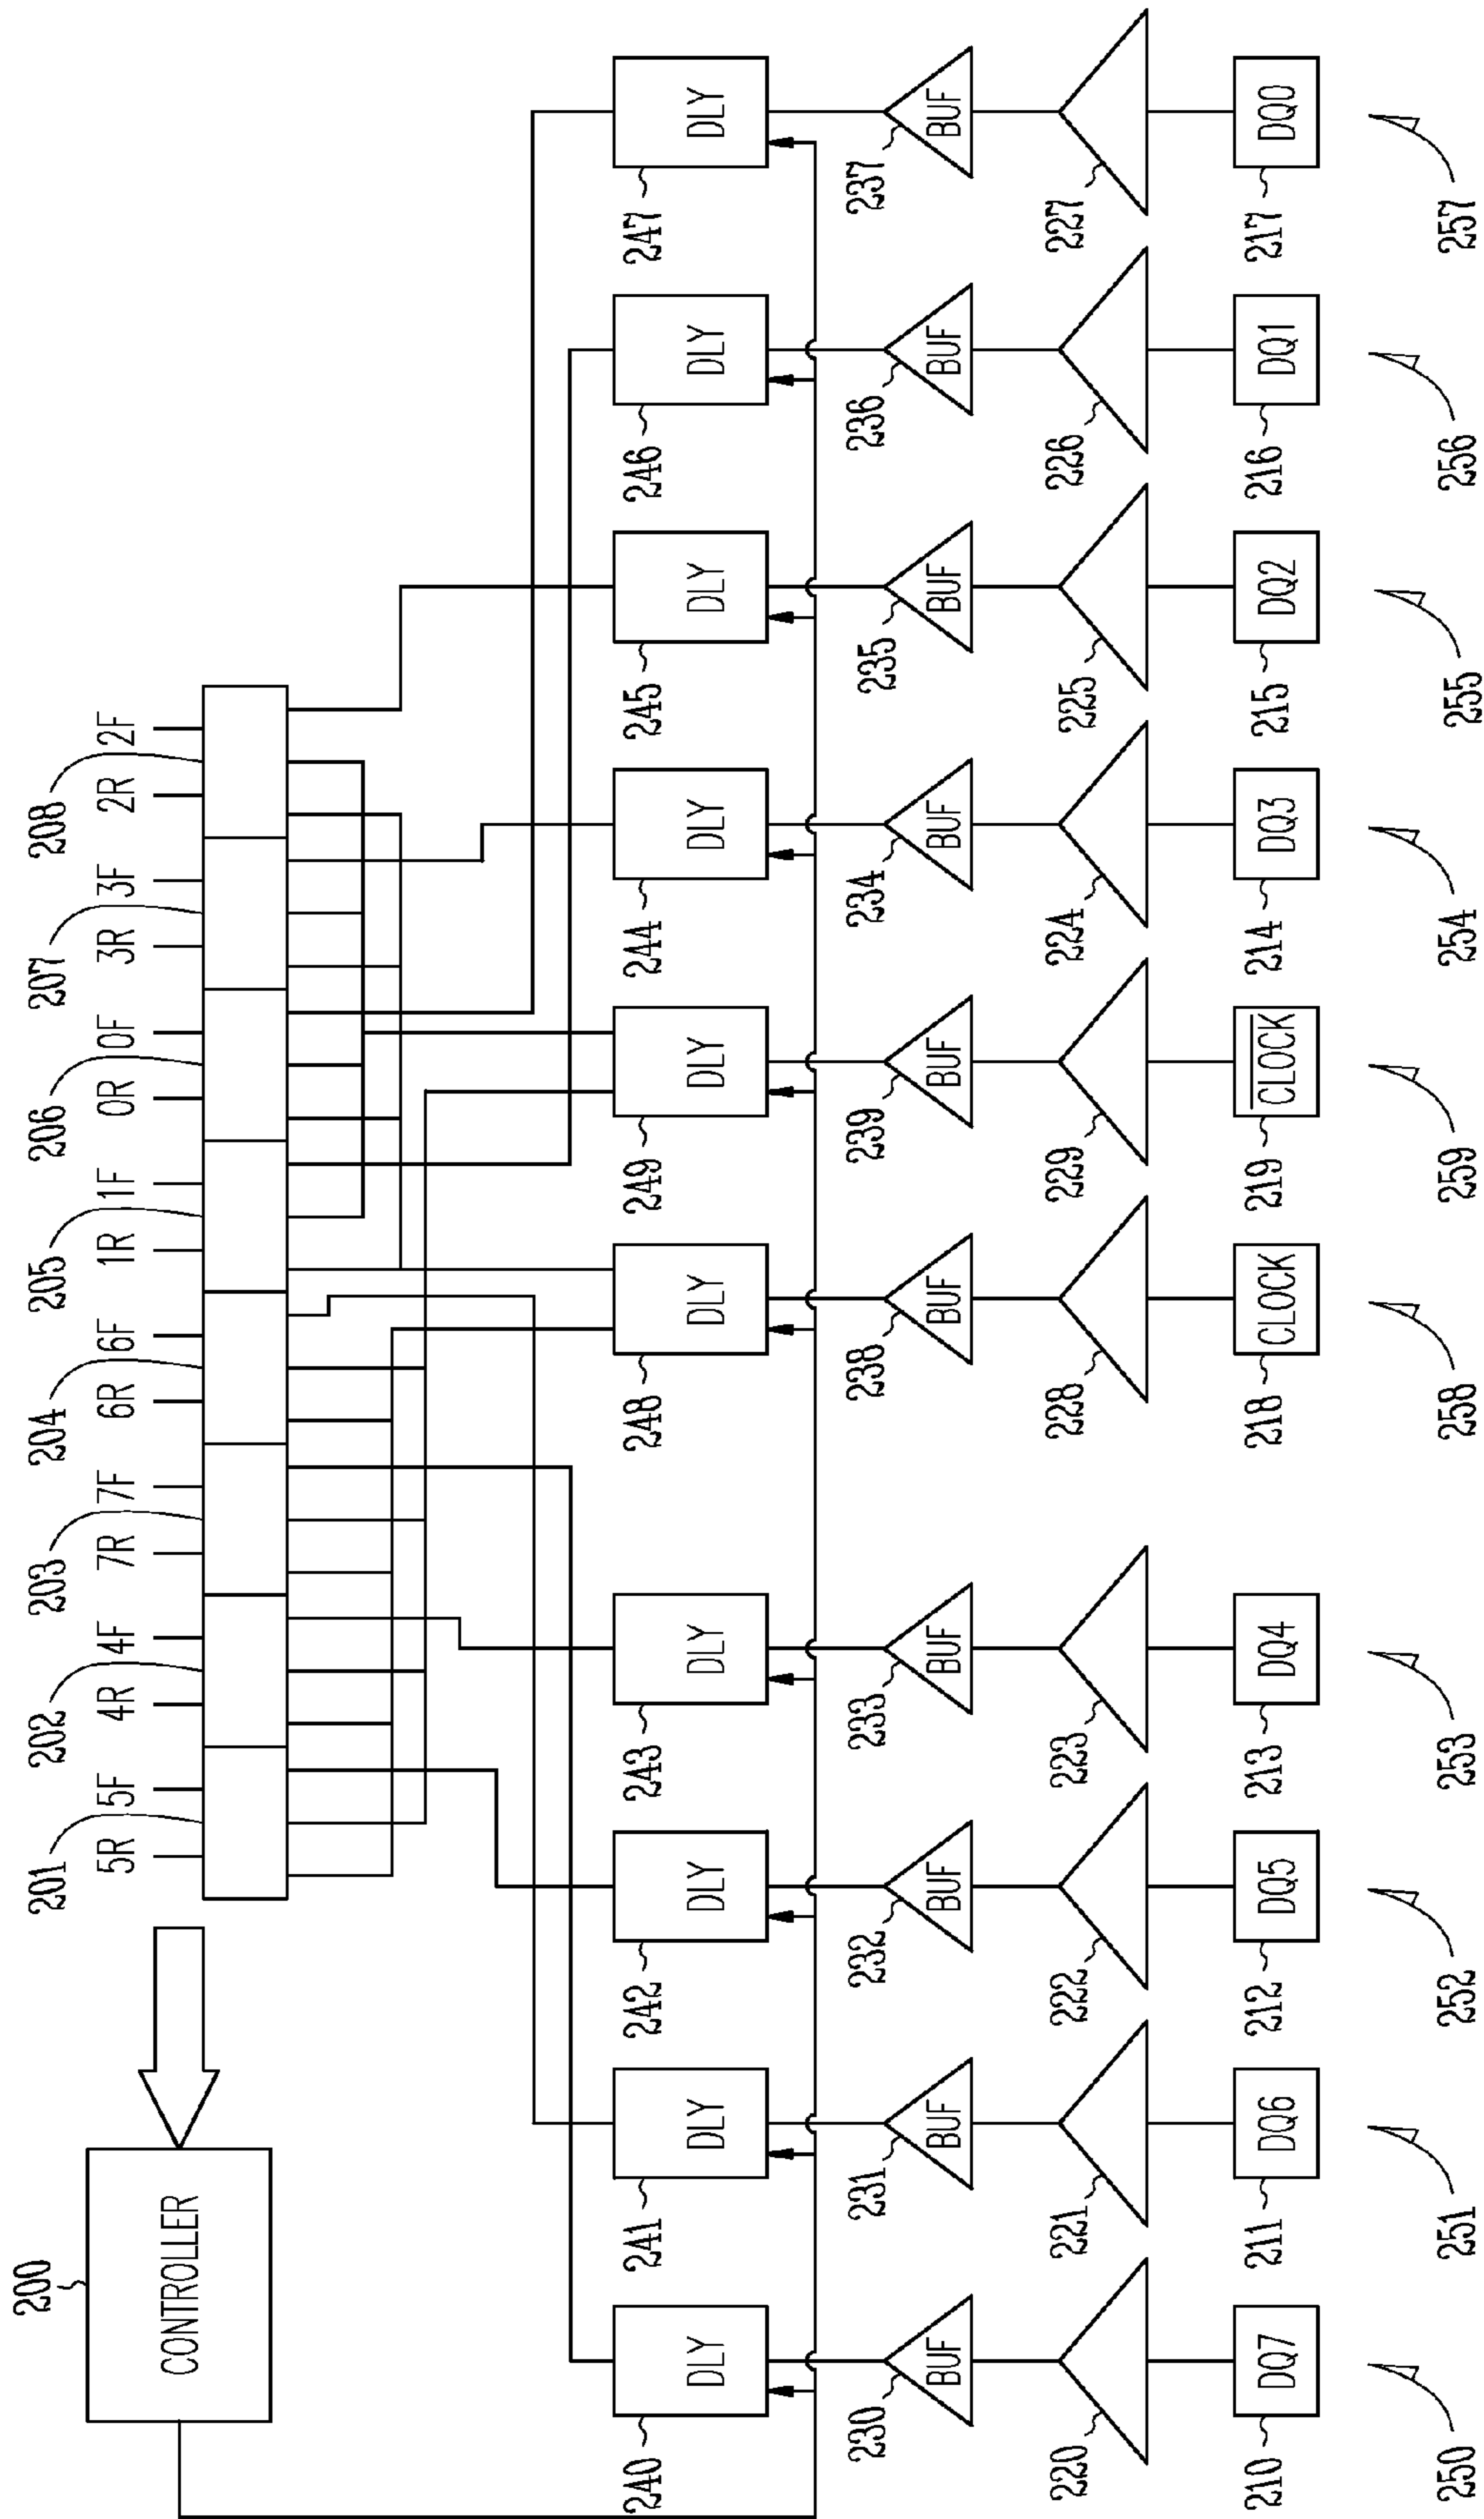 200
201 202 203 204 205 206 207 208
5R 5F 4R 4F 7R 7F 6R 6F 1R 1F 0R 0F 3R 3F 2R 2F
CONTROLLER
240 241 242 243 248 249 244 245 246 247
DLY DLY DLY DLY DLY DLY DLY DLY DLY DLY
230 231 232 233 238 239 234 235 236 237
BUF BUF BUF BUF BUF BUF BUF BUF BUF BUF
220 221 222 223 228 229 224 225 226 227
210 211 212 213 218 219 214 215 216 217
DQ7 DQ6 DQ5 DQ4 CLOCK CLOCK DQ3 DQ2 DQ1 DQ0
250 251 252 253 258 259 254 255 256 257